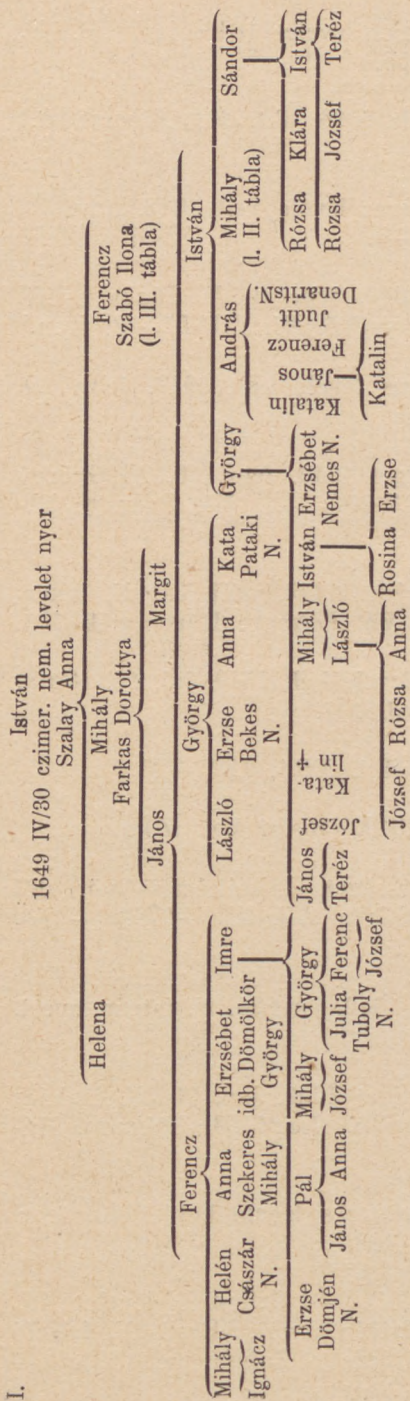 I.
István
1649 IV/30 czimer. nem. levelet nyer
Szalay Anna
Helena
Mihály
Farkas Dorottya
Ferencz
Szabó Ilona
(l. III. tábla)
János
Margit
Ferencz
György
István
Mihály
Ignácz
Helén
Császár
N.
Anna
Szekeres
Mihály
Erzsébet
idb. Dömölkör
György
Imre
László
Erzse
Bekes
N.
Anna
Kata
Pataki
N.
György
András
Mihály
(l. II. tábla)
Sándor
Erzse
Dömjén
N.
Pál
János Anna
Mihály
József
György
Julia Ferenc
Tuboly József
N.
János
Teréz
József
Kata-
lin +
Mihály
László
József Rózsa Anna
István
Rosina Erzse
Erzsébet
Nemes N.
Katalin
János
Katalin
Ferencz
Judit
Denarits N.
Rózsa Klára István
Rózsa József Teréz